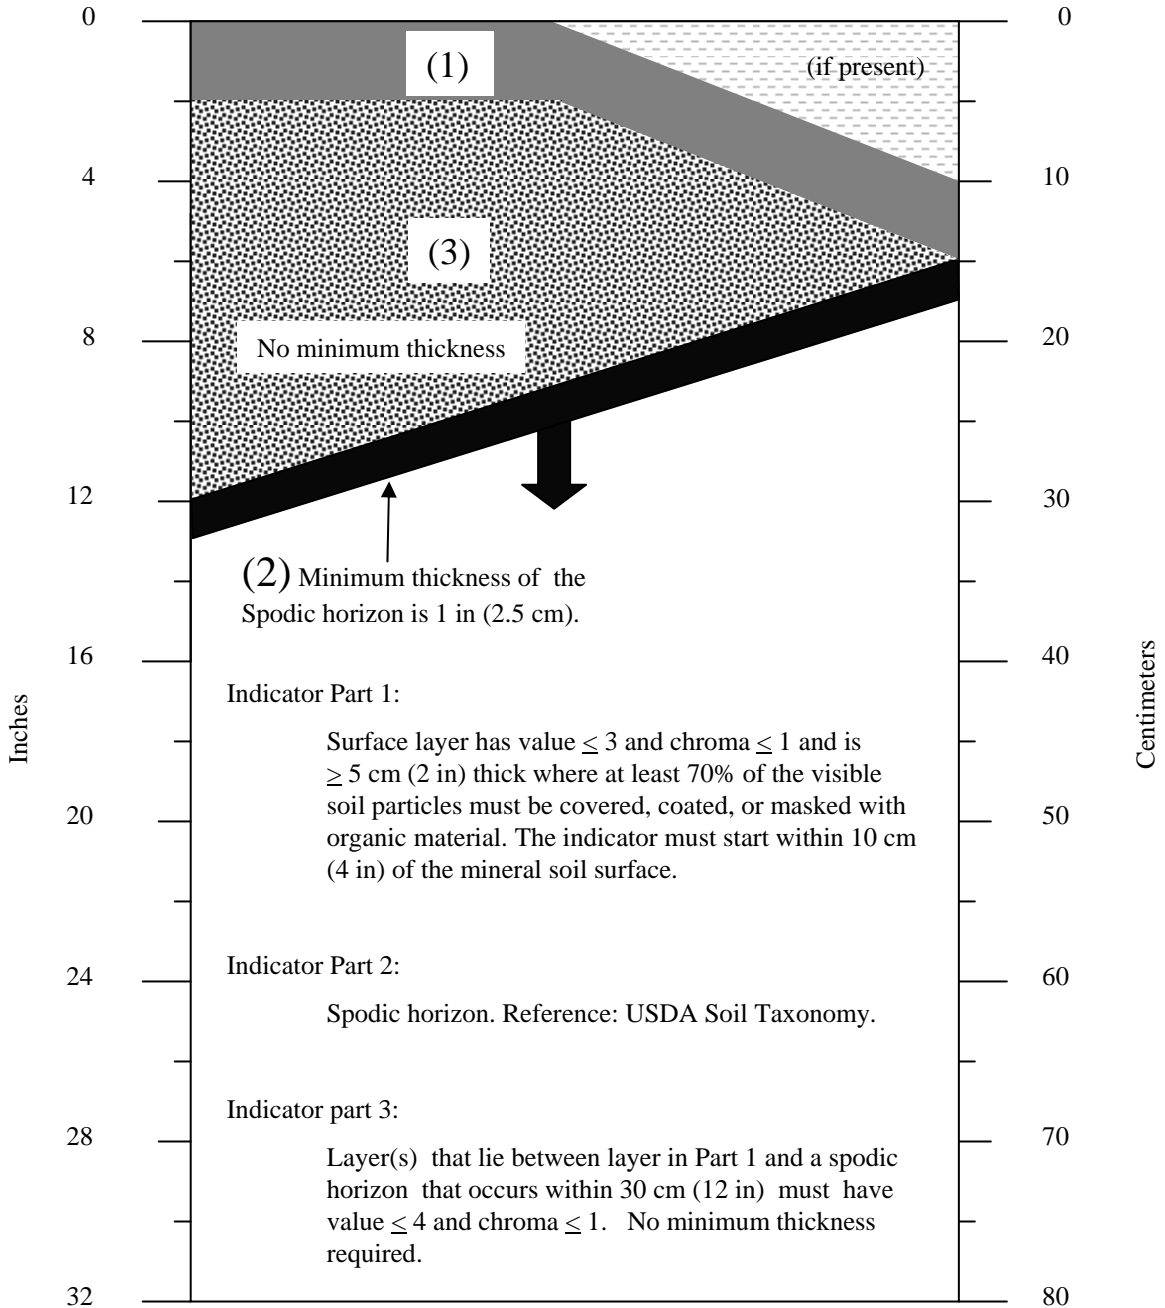 0
0
(1)
(if present)
4
10
(3)
8
No minimum thickness
20
12
30
(2) Minimum thickness of the
Spodic horizon is 1 in (2.5 cm).
16
40
Inches
Centimeters
Indicator Part 1:
Surface layer has value ≤ 3 and chroma ≤ 1 and is
≥ 5 cm (2 in) thick where at least 70% of the visible
soil particles must be covered, coated, or masked with
organic material. The indicator must start within 10 cm
(4 in) of the mineral soil surface.
20
50
24
60
Indicator Part 2:
Spodic horizon. Reference: USDA Soil Taxonomy.
Indicator part 3:
28
70
Layer(s) that lie between layer in Part 1 and a spodic
horizon that occurs within 30 cm (12 in) must have
value ≤ 4 and chroma ≤ 1. No minimum thickness
required.
32
80